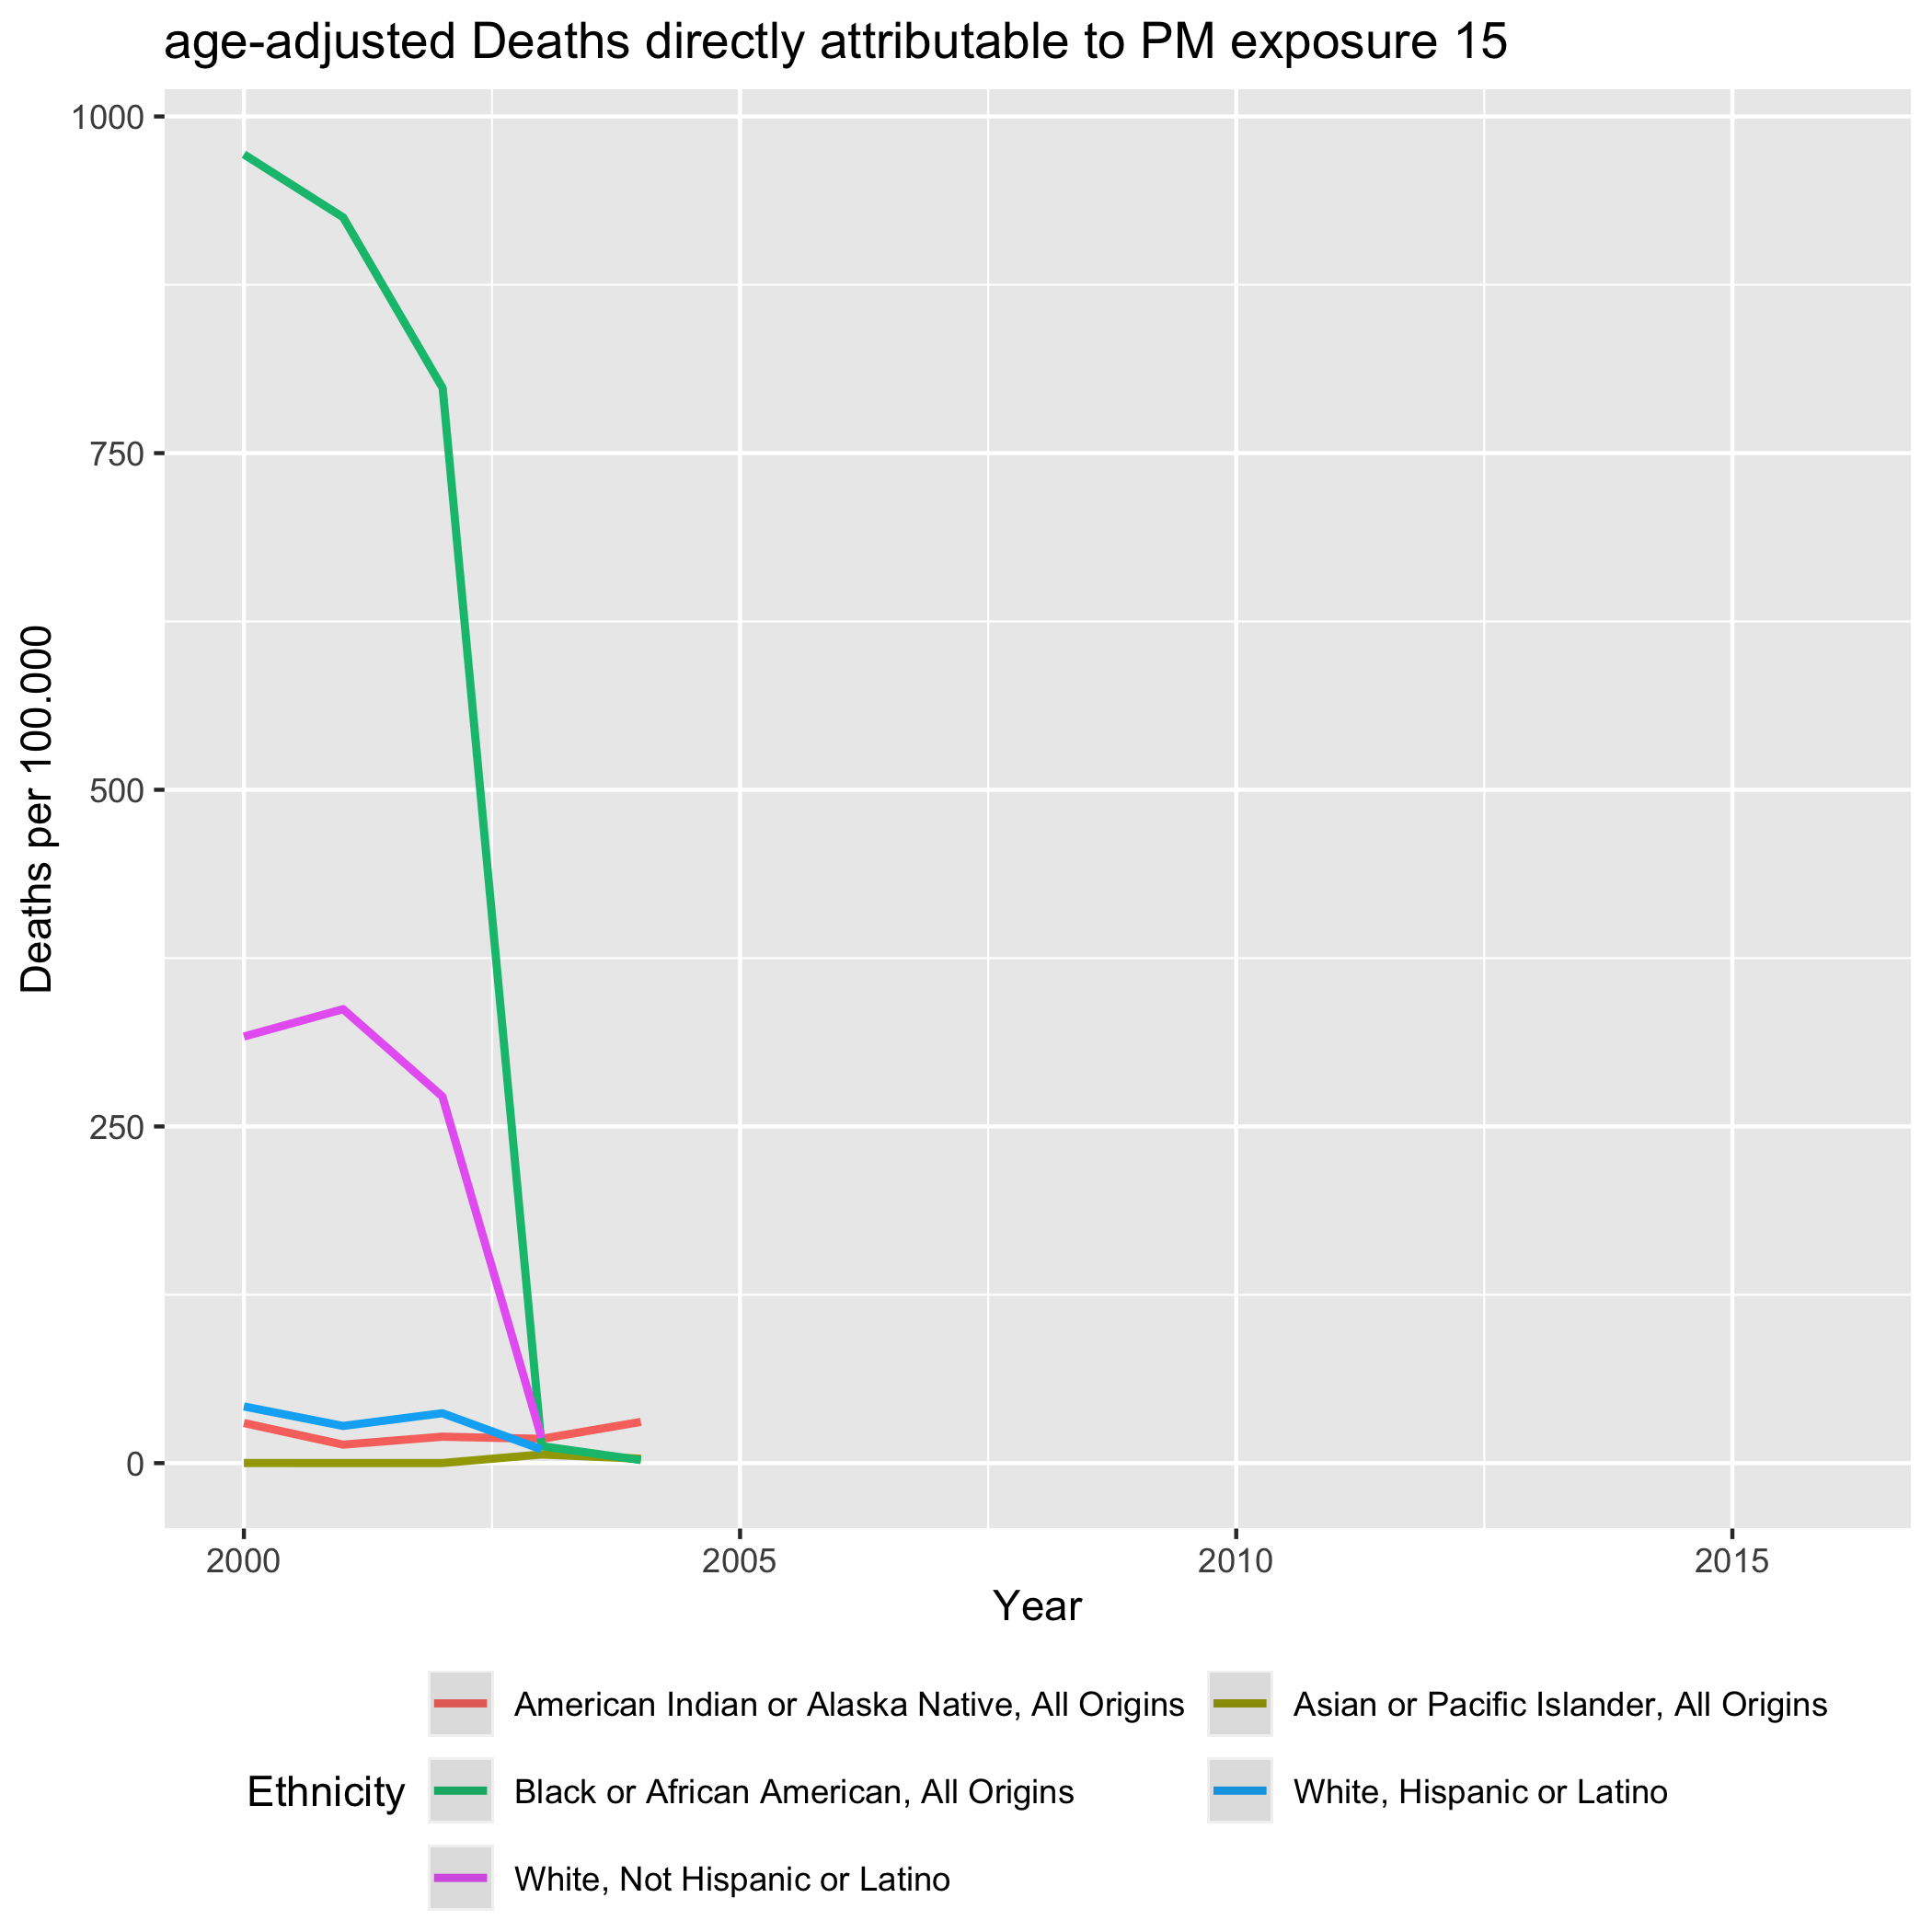 age-adjusted Deaths directly attributable to PM exposure 15
1000
750
500
250
0
Deaths per 100.000
2000 2005 2010 2015
Year
Ethnicity
American Indian or Alaska Native, All Origins
Asian or Pacific Islander, All Origins
Black or African American, All Origins
White, Hispanic or Latino
White, Not Hispanic or Latino